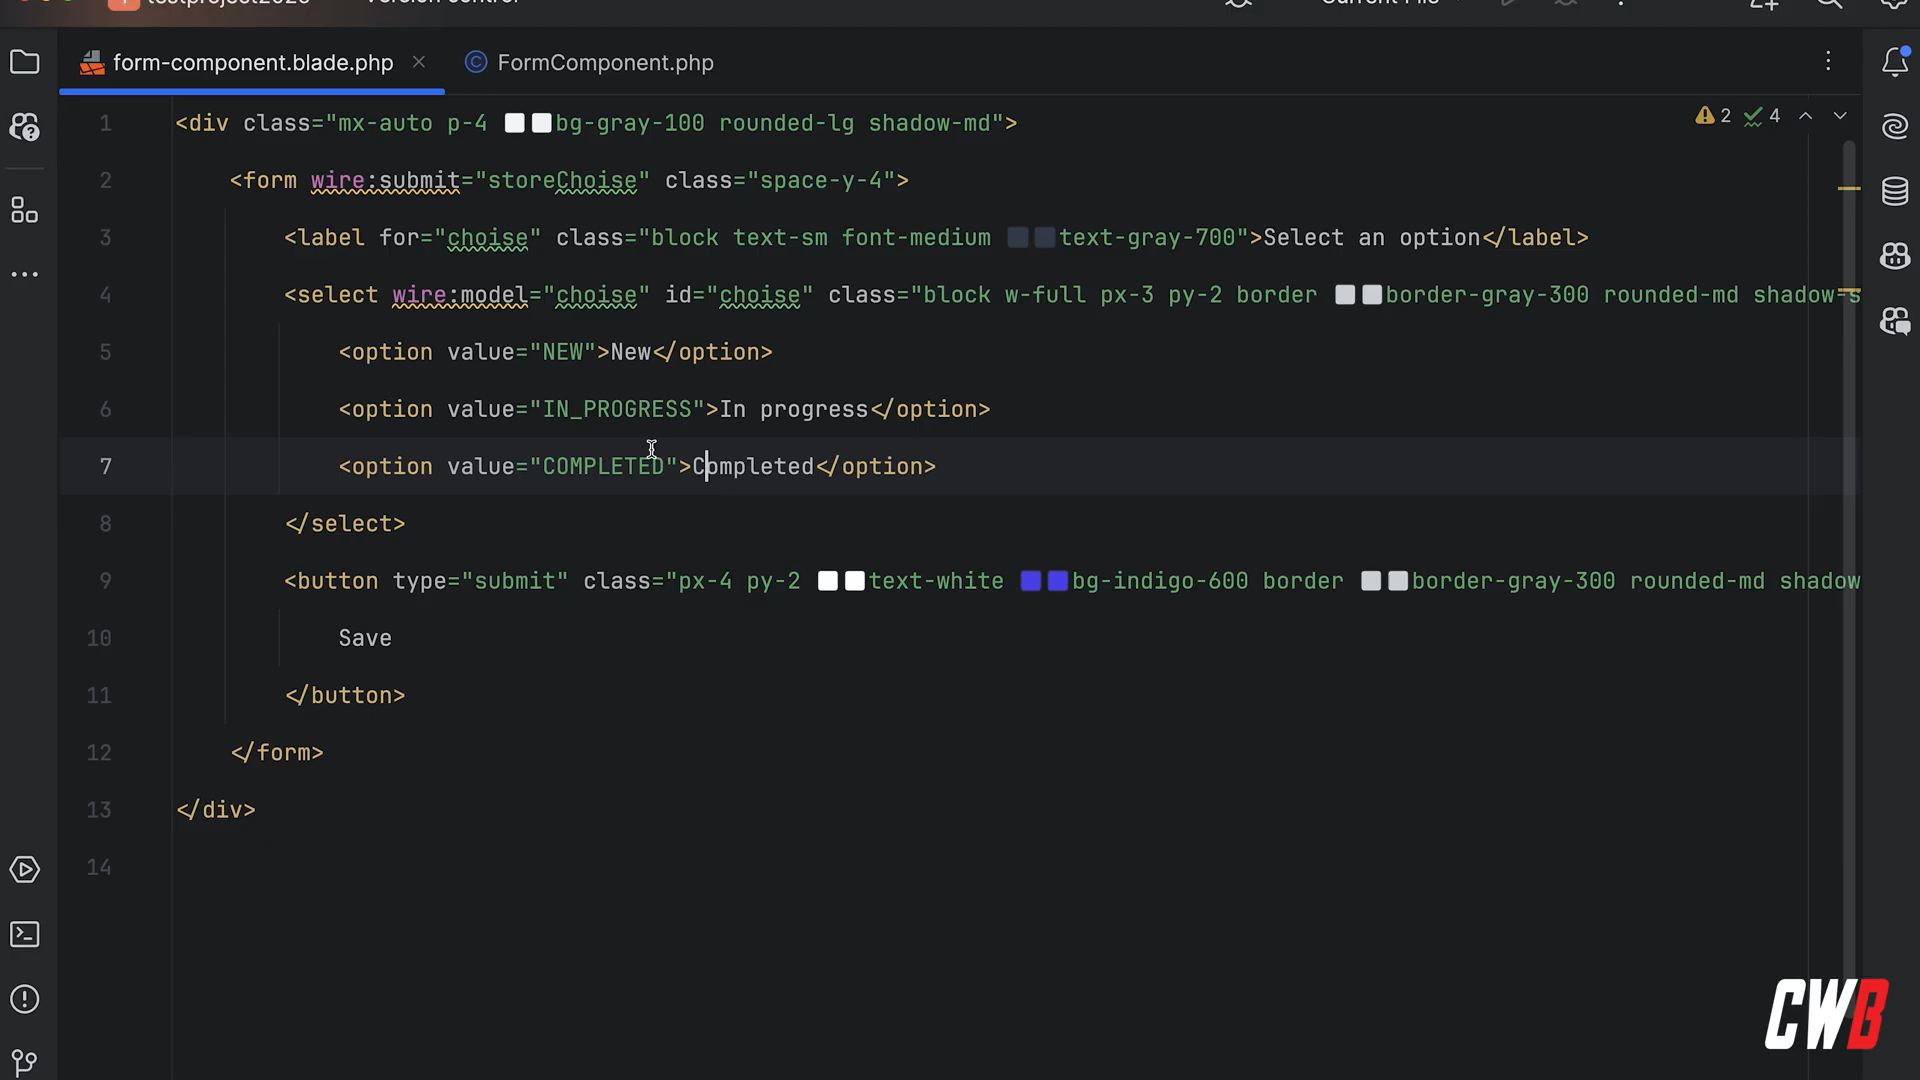 form-component.blade.php
FormComponent.php
2 4
1 <div class="mx-auto p-4 bg-gray-100 rounded-lg shadow-md">
2 <form wire:submit="storeChoise" class="space-y-4">
3 <label for="choise" class="block text-sm font-medium text-gray-700">Select an option</label>
4 <select wire:model="choise" id="choise" class="block w-full px-3 py-2 border border-gray-300 rounded-md shadow-s
5 <option value="NEW">New</option>
6 <option value="IN_PROGRESS">In progress</option>
7 <option value="COMPLETED">Completed</option>
8 </select>
9 <button type="submit" class="px-4 py-2 text-white bg-indigo-600 border border-gray-300 rounded-md shadow
10 Save
11 </button>
12 </form>
13 </div>
14
CWB